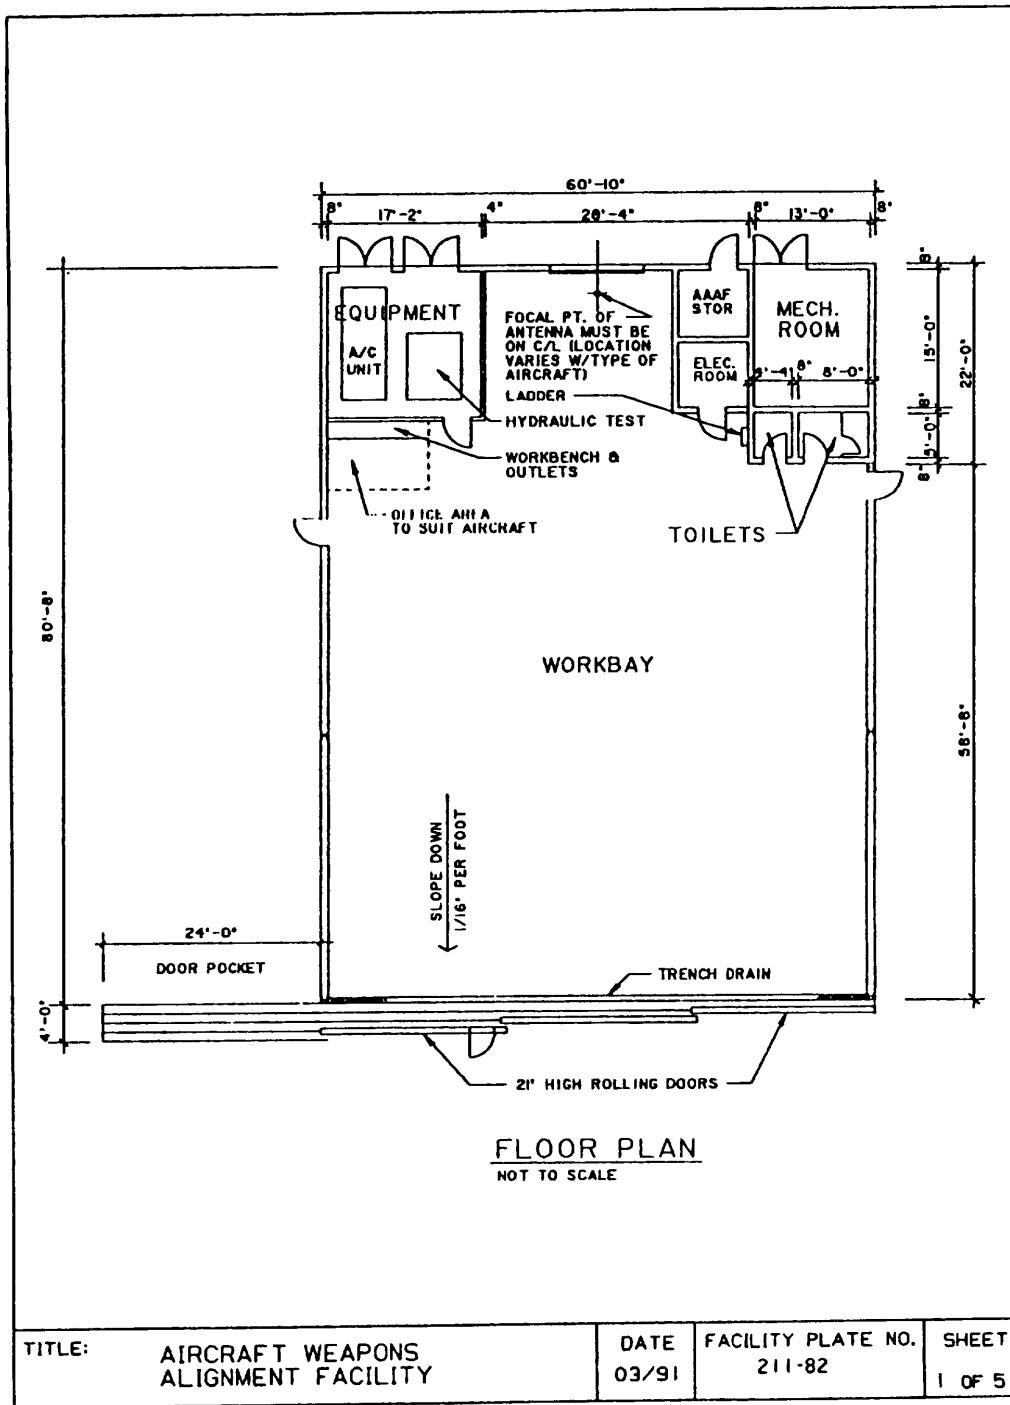 60'-10"
8"
17'-2"
4"
28'-4"
8"
13'-0"
8"
EQUIPMENT
A/C
UNIT
FOCAL PT. OF
ANTENNA MUST BE
ON C/L (LOCATION
VARIES W/TYPE OF
AIRCRAFT)
LADDER
HYDRAULIC TEST
WORKBENCH &
OUTLETS
OFFICE AREA
TO SUIT AIRCRAFT
AAAF
STOR
ELEC.
ROOM
MECH.
ROOM
8"
8'-0"
TOILETS
8"
15'-0"
8"
5'-0"
8"
22'-0"
58'-8"
80'-8"
WORKBAY
SLOPE DOWN
1/16" PER FOOT
24'-0"
DOOR POCKET
4'-0"
TRENCH DRAIN
21' HIGH ROLLING DOORS
FLOOR PLAN
NOT TO SCALE
TITLE:
AIRCRAFT WEAPONS
ALIGNMENT FACILITY
DATE
03/91
FACILITY PLATE NO.
211-82
SHEET
1 OF 5